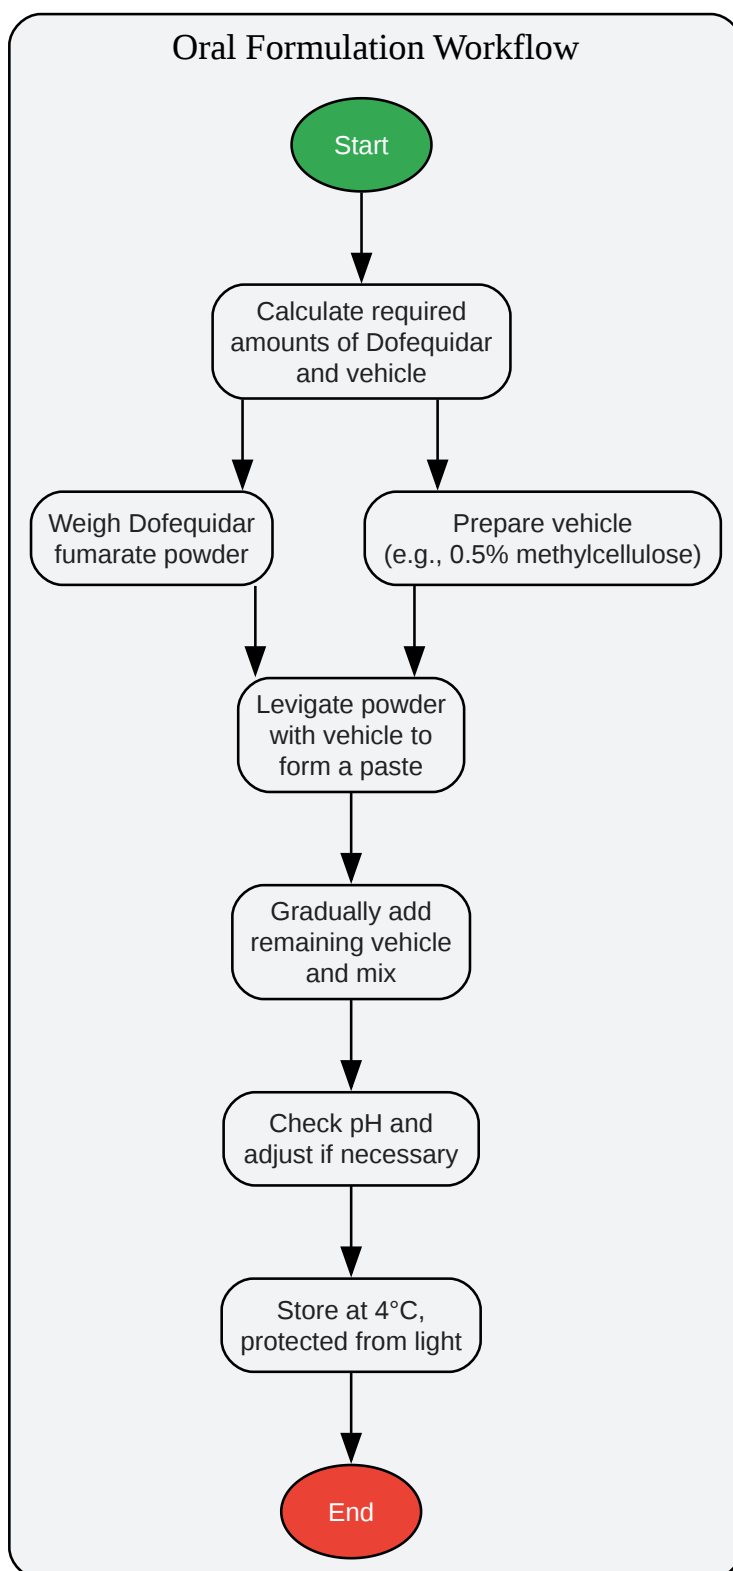 Oral Formulation Workflow
Start
Calculate required
amounts of Dofequidar
and vehicle
Weigh Dofequidar
fumarate powder
Prepare vehicle
(e.g., 0.5% methylcellulose)
Levigate powder
with vehicle to
form a paste
Gradually add
remaining vehicle
and mix
Check pH and
adjust if necessary
Store at 4°C,
protected from light
End